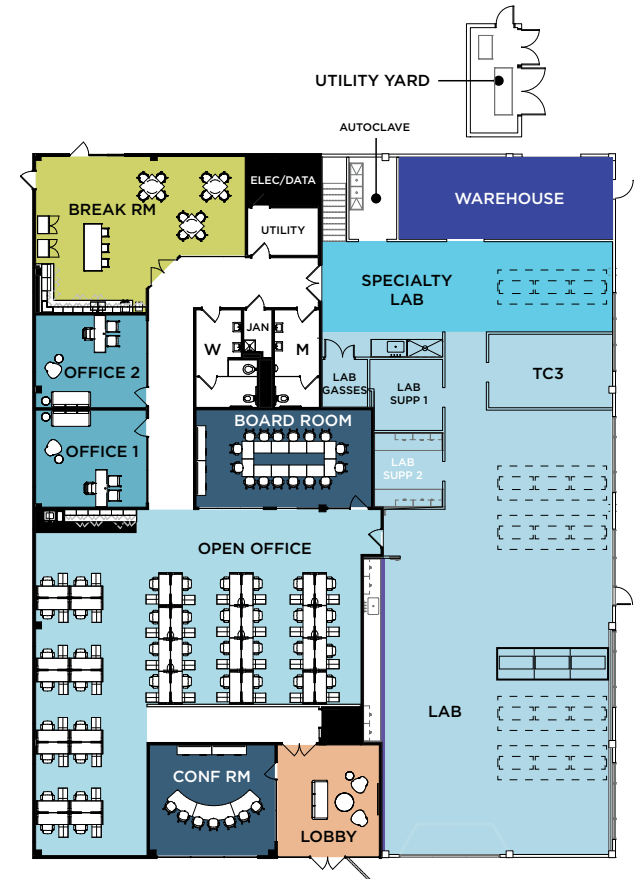 UTILITY YARD
AUTOCLAVE
ELEC/DATA
WAREHOUSE
BREAK RM
UTILITY
SPECIALTY
LAB
JAN
W
M
OFFICE 2
LAB
GASSES
LAB
SUPP 1
TC3
BOARD ROOM
OFFICE 1
LAB
SUPP 2
OPEN OFFICE
LAB
CONF RM
LOBBY